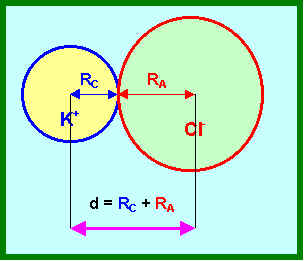 RC RA
K+ Cl-
d = RC + RA